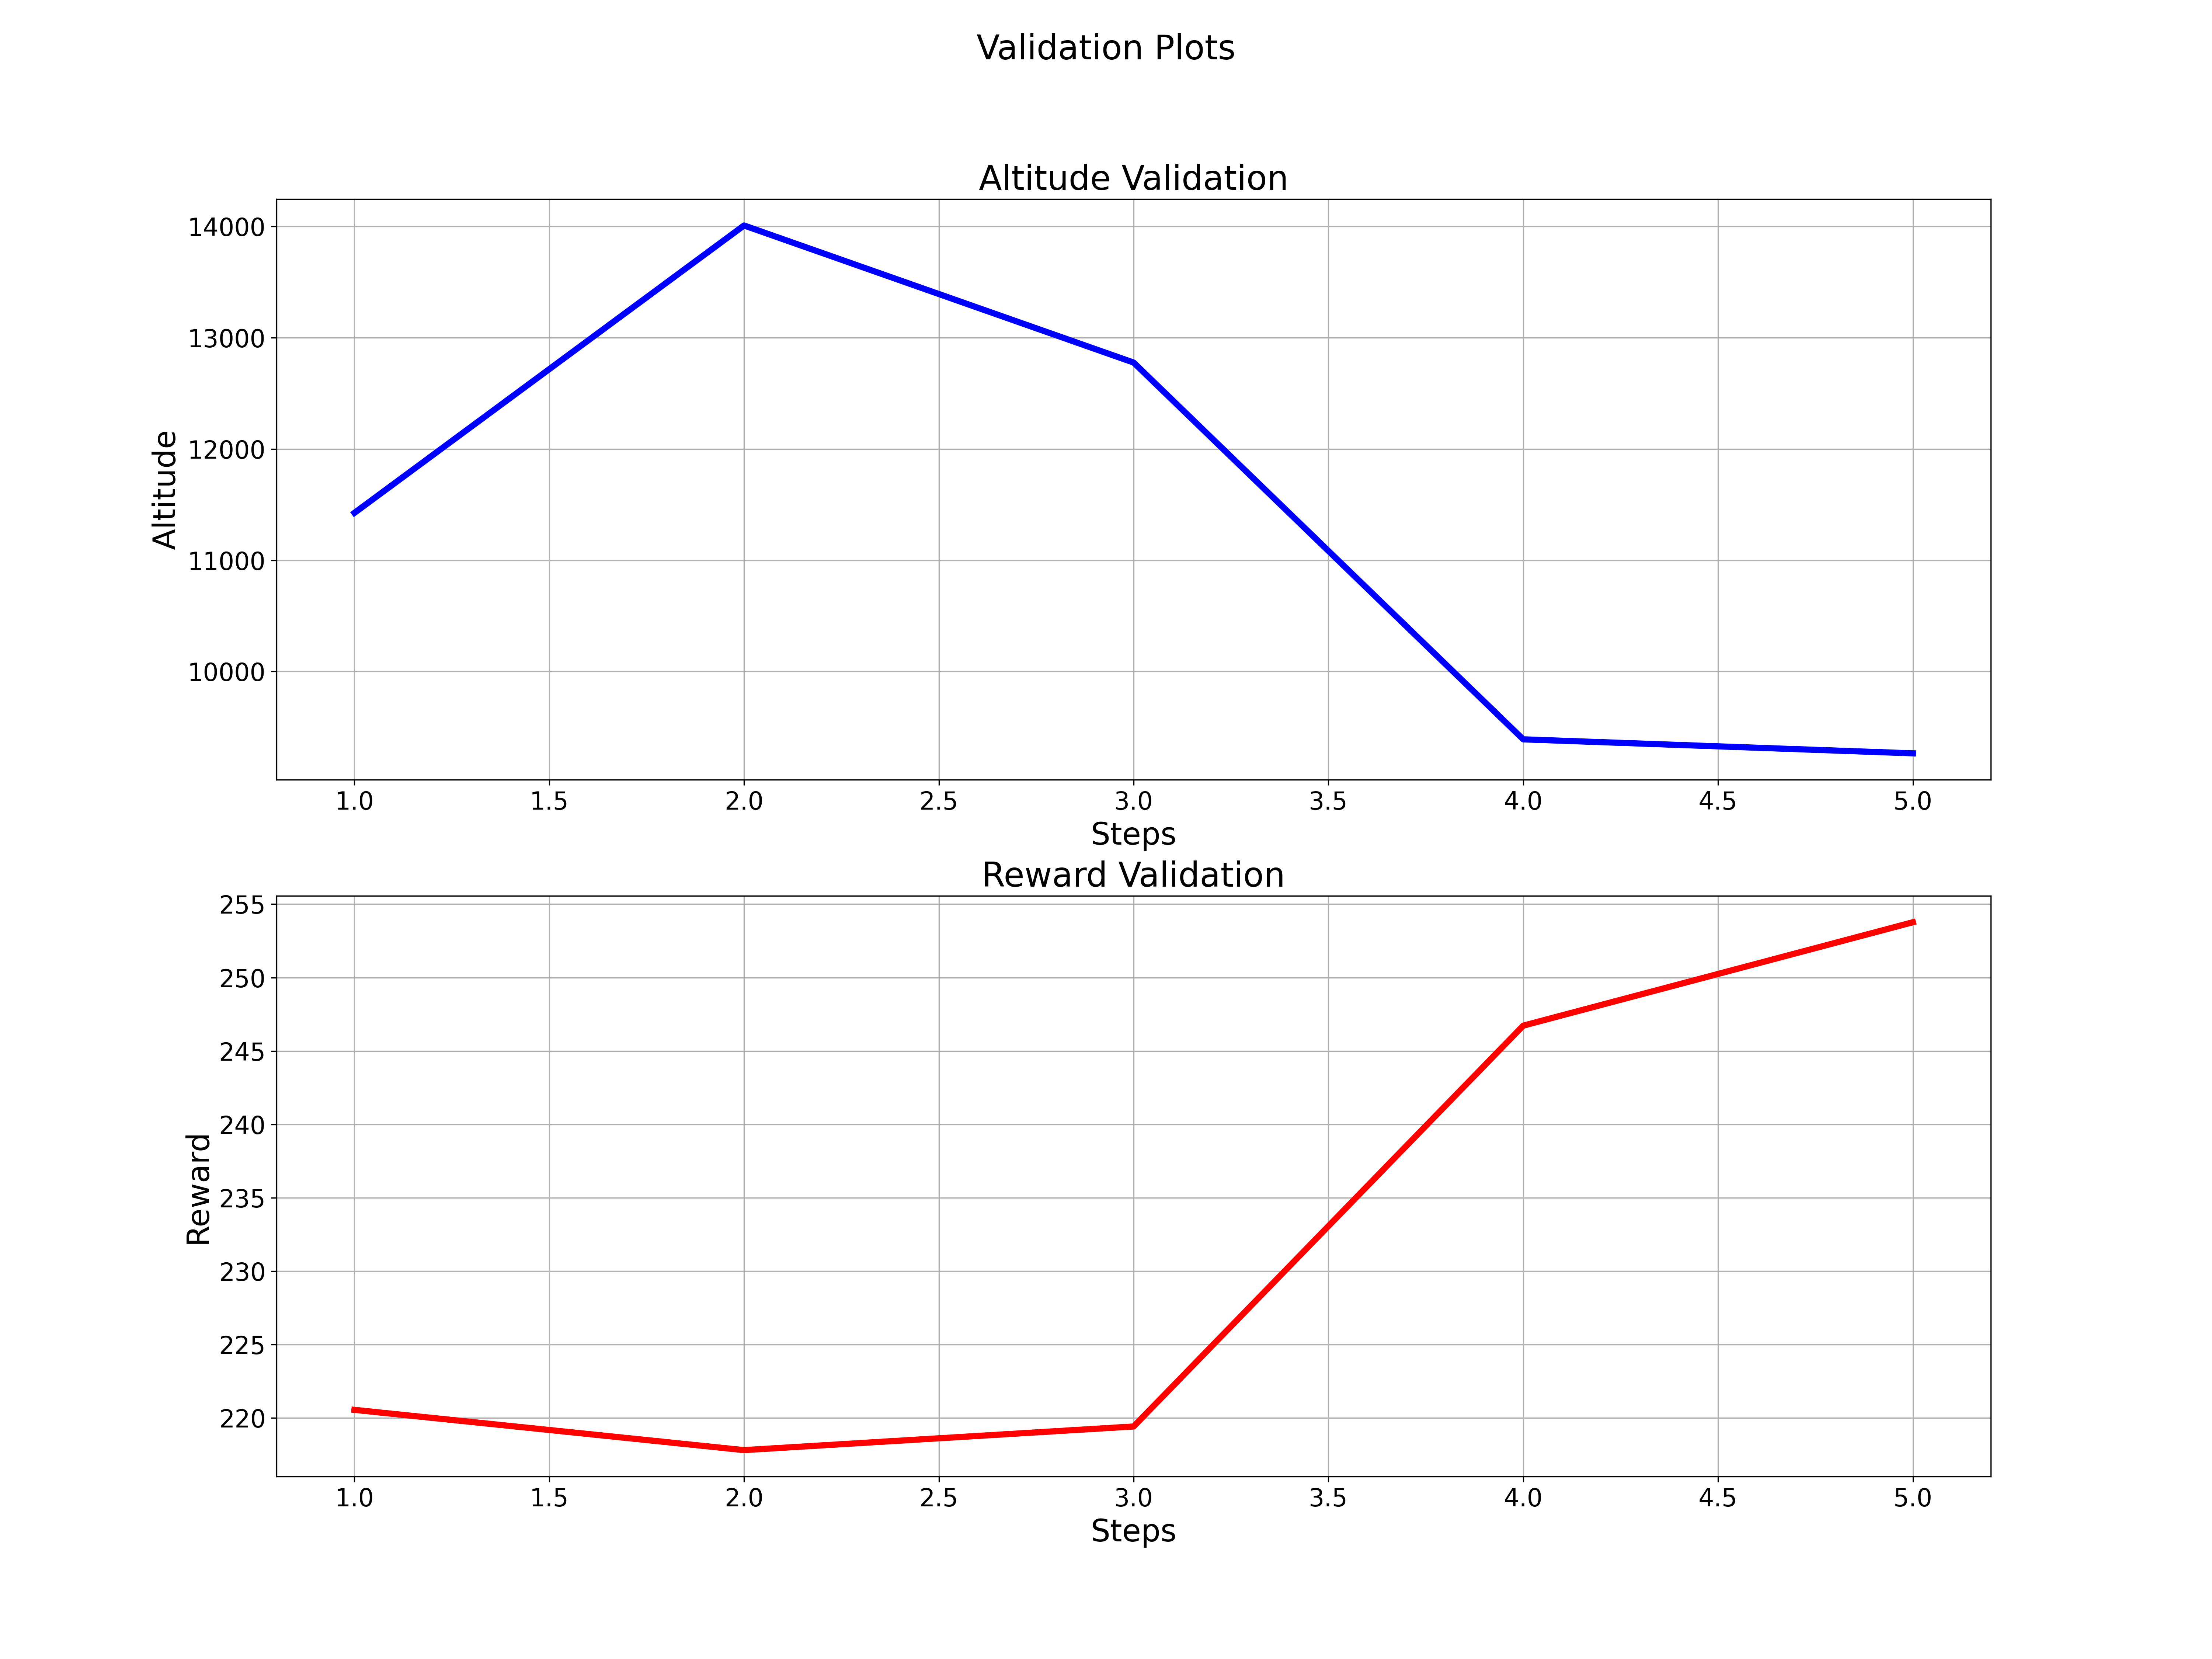 Validation Plots
Altitude Validation
14000
13000
12000
11000
10000
Altitude
1.0 1.5 2.0 2.5 3.0 3.5 4.0 4.5 5.0
Steps
Reward Validation
255
250
245
240
235
230
225
220
Reward
1.0 1.5 2.0 2.5 3.0 3.5 4.0 4.5 5.0
Steps